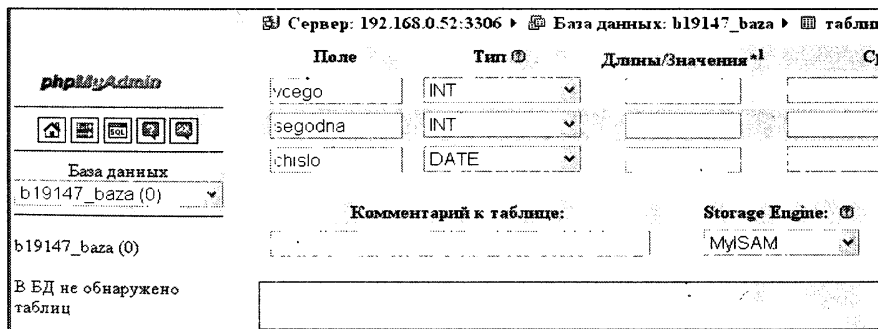 Сервер: 192.168.0.52:3306 ▸ База данных: b19147_baza ▸
Поле Тип Длины/Значения *1
phpMyAdmin
vcego INT
segodna INT
chislo DATE
База данных
b19147_baza (0)
Комментарий к таблице: Storage Engine:
MyISAM
b19147_baza (0)
В БД не обнаружено
таблиц